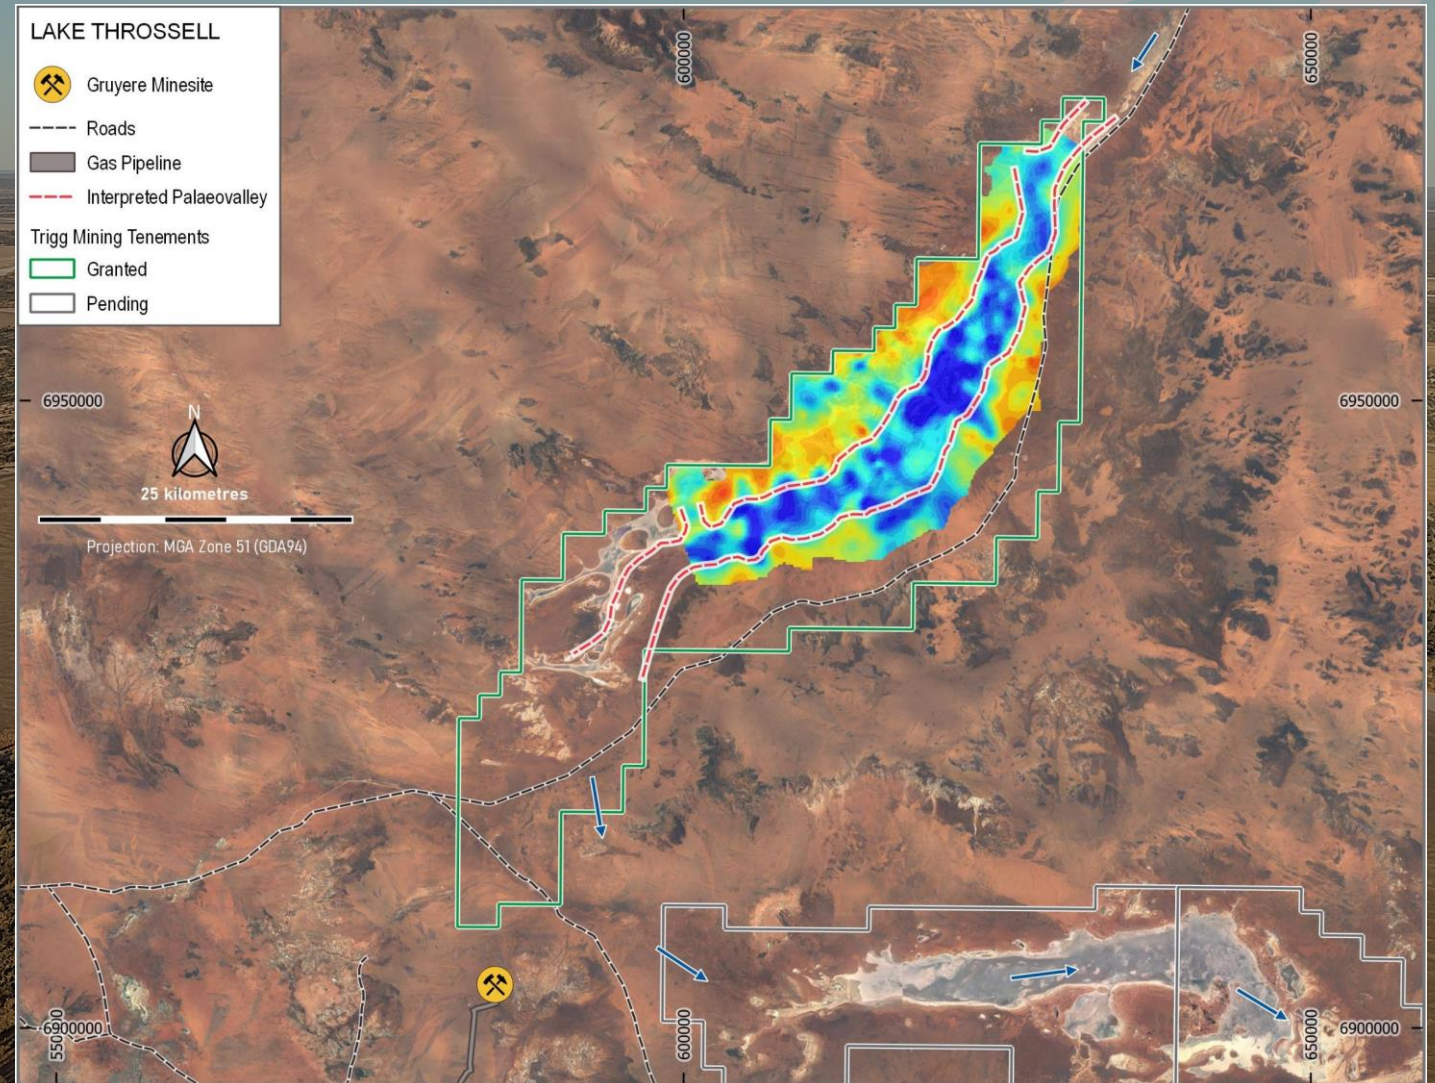 LAKE THROSSELL
Gruyere Minesite
Roads
Gas Pipeline
Interpreted Palaeovalley
Trigg Mining Tenements
Granted
Pending
600000
650000
6950000
6950000
N
25 kilometres
Projection: MGA Zone 51 (GDA94)
6900000
6900000
550000
600000
650000